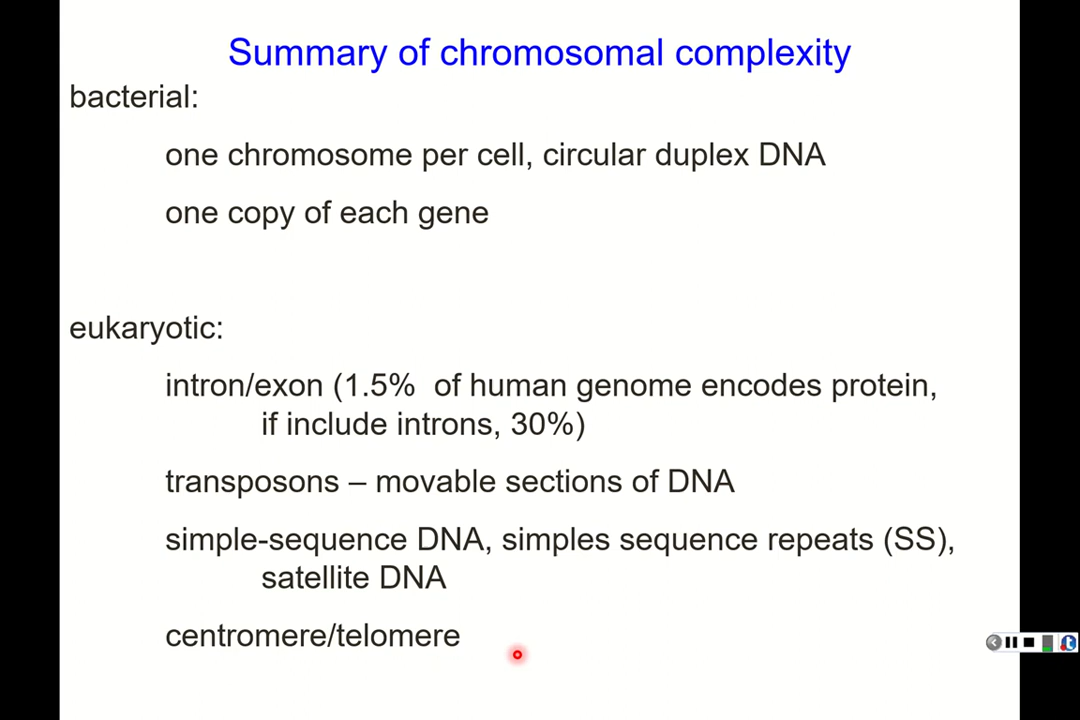 Summary of chromosomal complexity
bacterial:
one chromosome per cell, circular duplex DNA
one copy of each gene
eukaryotic:
intron/exon (1.5%  of human genome encodes protein,
if include introns, 30%)
transposons – movable sections of DNA
simple-sequence DNA, simples sequence repeats (SS),
satellite DNA
centromere/telomere
t